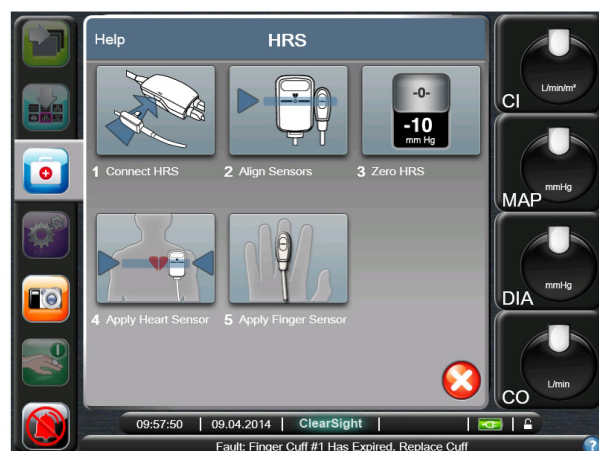 Help
HRS
-0-
-10
mm Hg
1 Connect HRS
2 Align Sensors
3 Zero HRS
4 Apply Heart Sensor
5 Apply Finger Sensor
L/min/m²
CI
mmHg
MAP
mmHg
DIA
L/min
CO
09:57:50
09.04.2014
ClearSight
Fault: Finger Cuff #1 Has Expired. Replace Cuff
?